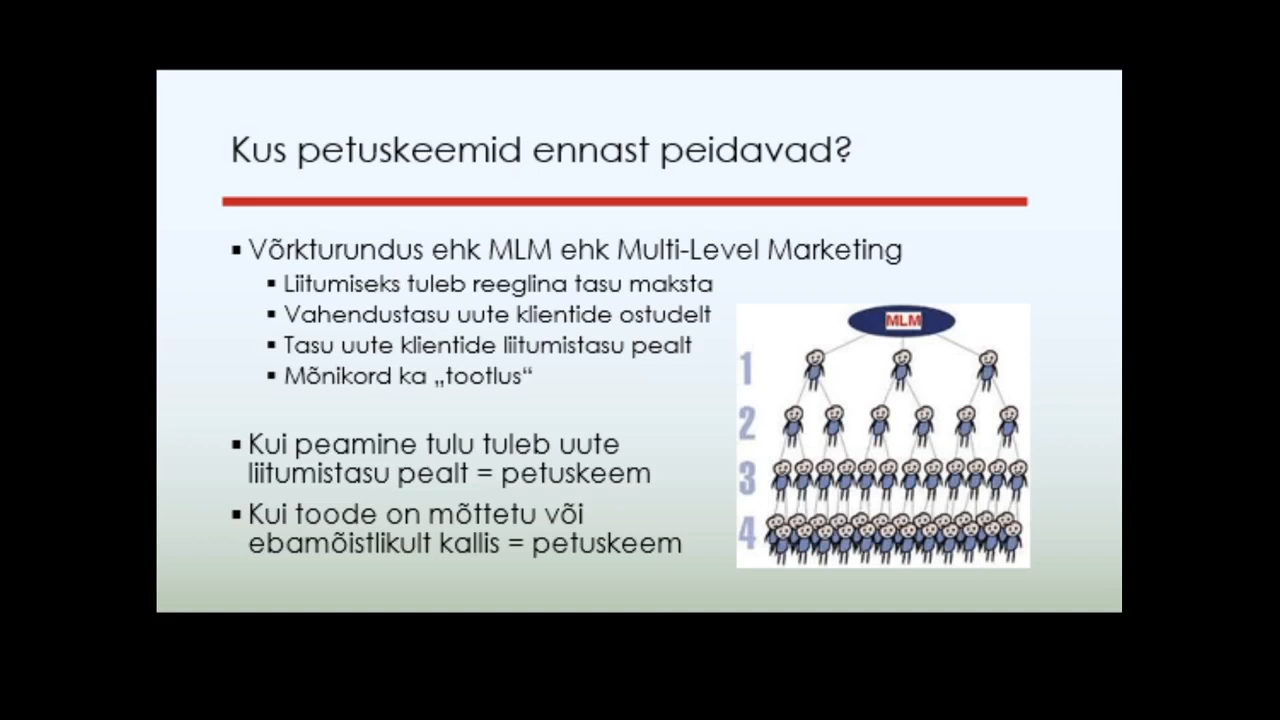 Kus petuskeemid ennast peidavad?
▪ Võrkturundus ehk MLM ehk Multi-Level Marketing
▪ Liitumiseks tuleb reeglina tasu maksta
▪ Vahendustasu uute klientide ostudelt
▪ Tasu uute klientide liitumistasu pealt
▪ Mõnikord ka „tootlus“
▪ Kui peamine tulu tuleb uute
liitumistasu pealt = petuskeem
▪ Kui toode on mõttetu või
ebamõistlikult kallis = petuskeem
MLM
1
2
3
4